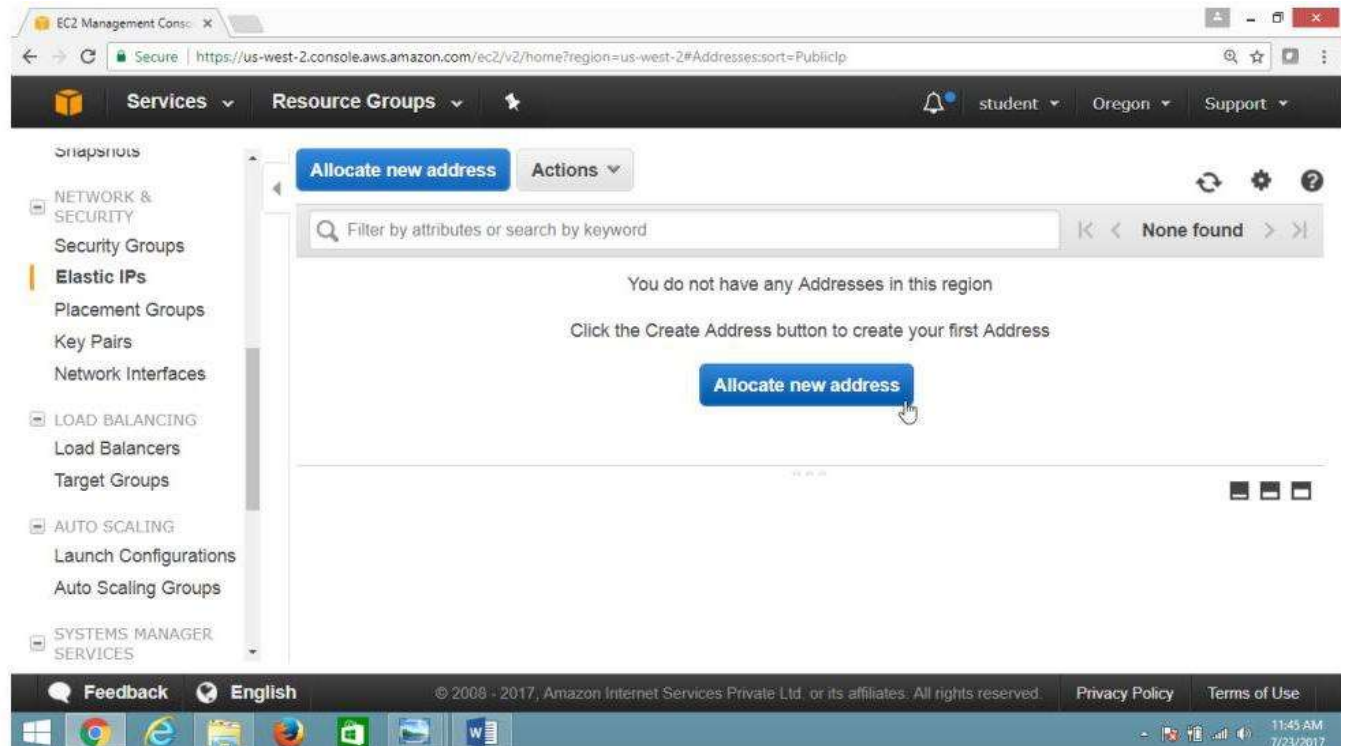 EC2 Management Consc
Secure | https://us-west-2.console.aws.amazon.com/ec2/v2/home?region=us-west-2#Addresses:sort=PublicIp
Services Resource Groups student Oregon Support
Snapshots
NETWORK &
SECURITY
Security Groups
Elastic IPs
Placement Groups
Key Pairs
Network Interfaces
LOAD BALANCING
Load Balancers
Target Groups
AUTO SCALING
Launch Configurations
Auto Scaling Groups
SYSTEMS MANAGER
SERVICES
Allocate new address Actions
Filter by attributes or search by keyword None found
You do not have any Addresses in this region
Click the Create Address button to create your first Address
Allocate new address
Feedback English © 2008 - 2017, Amazon Internet Services Private Ltd. or its affiliates. All rights reserved. Privacy Policy Terms of Use
11:45 AM
7/23/2017